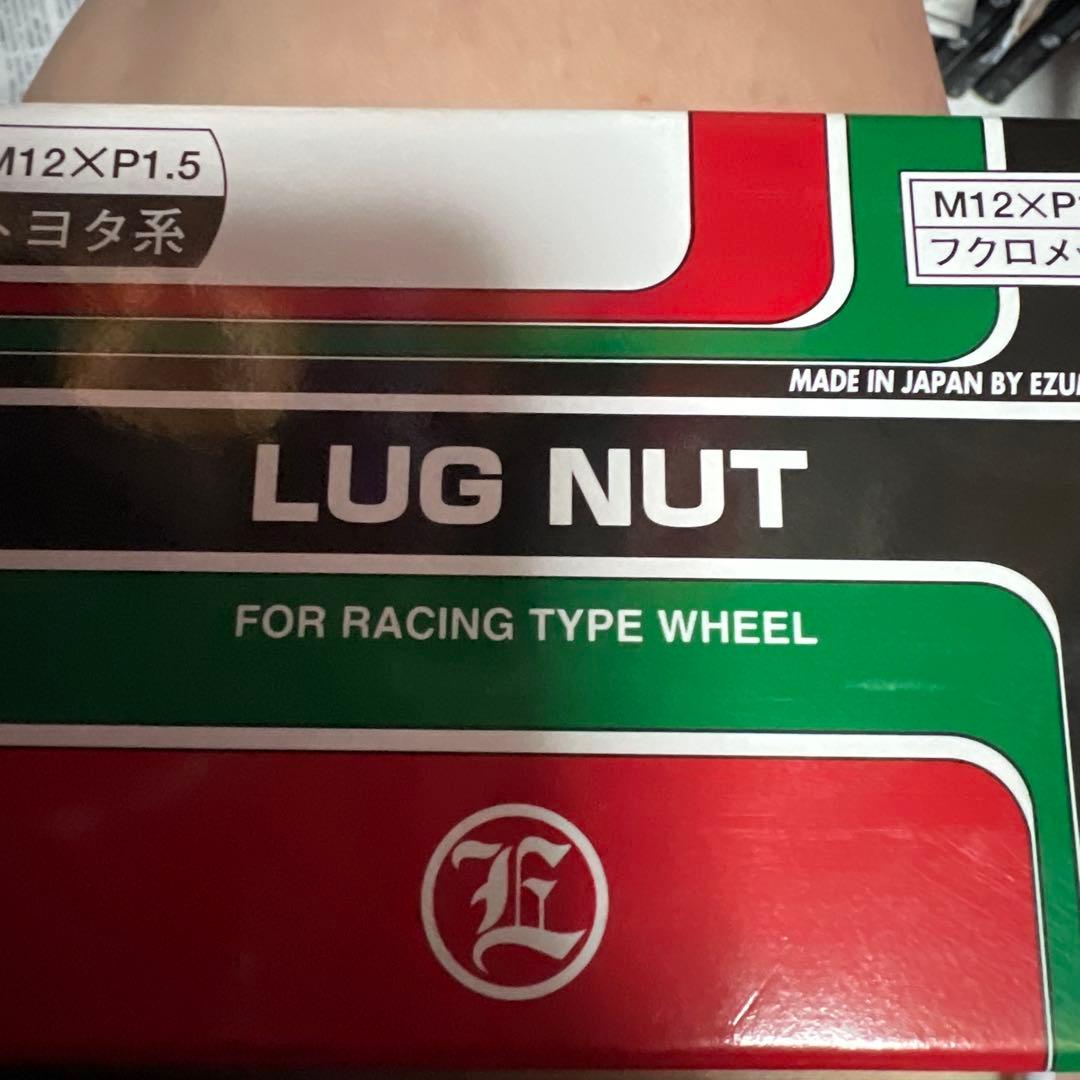 M12×P1.5
トヨタ系
M12×P1
フクロメッ
MADE IN JAPAN BY EZU
LUG NUT
FOR RACING TYPE WHEEL
E